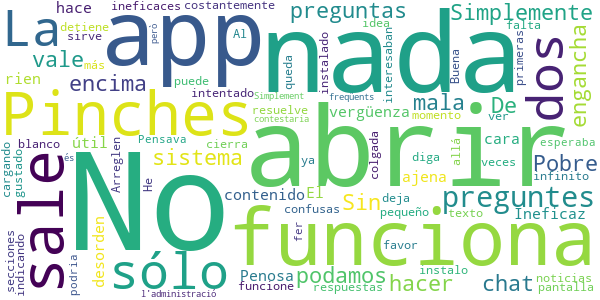 hace ineficaces costantemente
detiene idea preguntas Simplemente
La app nada dos
sirve más però Al instalado interesaban falta primeras
vale encima queda Buena engancha
rien intentado puede mala De
Pinches resuelve frequents momento ver
útil Simplement vergüenza cara allá
contestaria
abrir
blanco Pensava cierra colgada diga esperaba
sistema ya ajena veces infinito
sale No
cargando gustado és Arreglen He
contenido El Sin deja Pobre
preguntes
confusas pequeño texto Ineficaz
funciona
secciones indicando desorden fer favor
sólo podría Penosa podamos hacer instalo chat noticias
funcione respuestas pantalla
l'administració